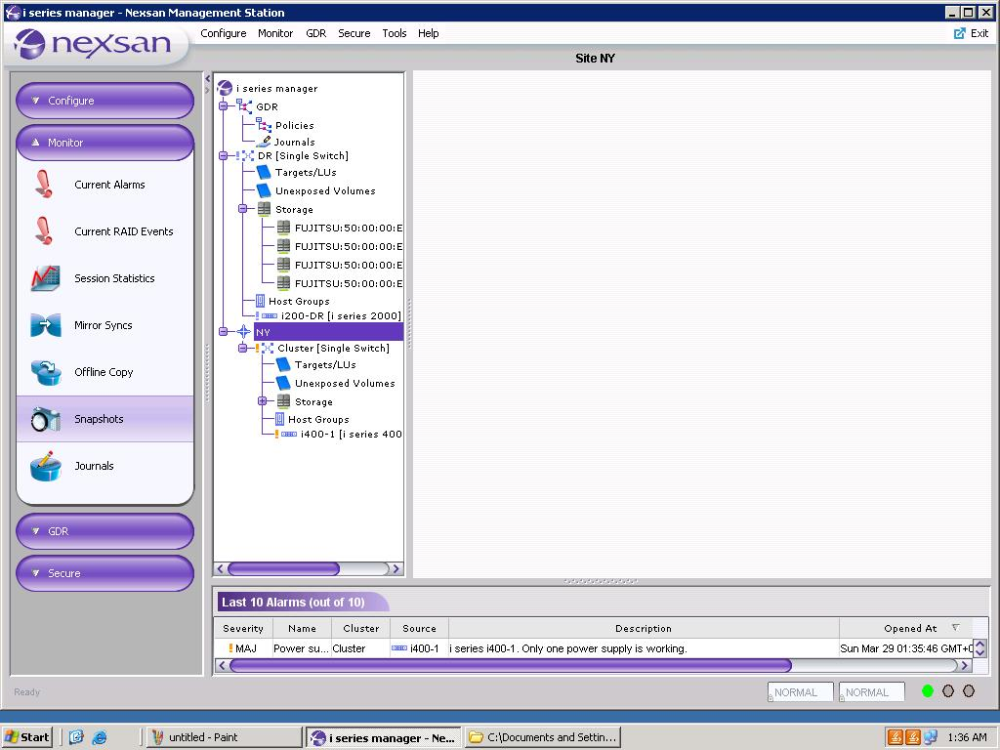 i series manager - Nexsan Management Station
nexsan
Configure Monitor GDR Secure Tools Help
Exit
Site NY
Configure
Monitor
Current Alarms
Current RAID Events
Session Statistics
Mirror Syncs
Offline Copy
Snapshots
Journals
GDR
Secure
i series manager
GDR
Policies
Journals
DR [Single Switch]
Targets/LUs
Unexposed Volumes
Storage
FUJITSU:50:00:00:E
FUJITSU:50:00:00:E
FUJITSU:50:00:00:E
FUJITSU:50:00:00:E
Host Groups
i200-DR [i series 2000]
NY
Cluster [Single Switch]
Targets/LUs
Unexposed Volumes
Storage
Host Groups
i400-1 [i series 400
Last 10 Alarms (out of 10)
Severity Name Cluster Source Description Opened At
MAJ Power su... Cluster i400-1 i series i400-1. Only one power supply is working. Sun Mar 29 01:35:46 GMT+0
Ready
NORMAL NORMAL
Start untitled - Paint i series manager - Ne... C:\Documents and Settin... 1:36 AM